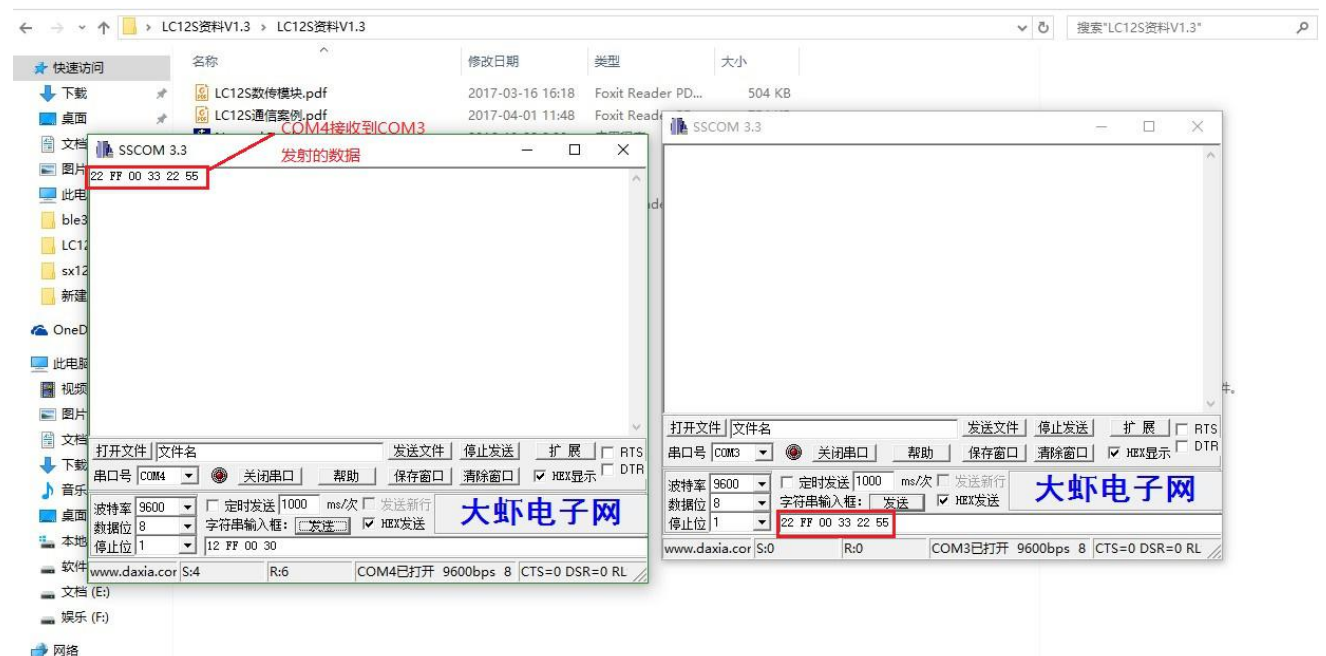 LC12S资料V1.3 › LC12S资料V1.3
搜索"LC12S资料V1.3"
名称 修改日期 类型 大小
快速访问
下载
桌面
文档
图片
此电
ble3
LC12
sx12
新建
OneD
此电脑
视频
图片
文档
下载
音乐
桌面
本地
软件
文档 (E:)
娱乐 (F:)
网络
LC12S数传模块.pdf 2017-03-16 16:18 Foxit Reader PD... 504 KB
LC12S通信案例.pdf 2017-04-01 11:48 Foxit Reade
COM4接收到COM3
发射的数据
SSCOM 3.3
22 FF 00 33 22 55
打开文件 文件名 发送文件 停止发送 扩 展 RTS
串口号 COM4 关闭串口 帮助 保存窗口 清除窗口 HEX显示 DTR
波特率 9600 定时发送 1000 ms/次 发送新行
数据位 8 字符串输入框: 发送 HEX发送
停止位 1 12 FF 00 30
大虾电子网
www.daxia.cor S:4 R:6 COM4已打开 9600bps 8 CTS=0 DSR=0 RL
SSCOM 3.3
打开文件 文件名 发送文件 停止发送 扩 展 RTS
串口号 COM3 关闭串口 帮助 保存窗口 清除窗口 HEX显示 DTR
波特率 9600 定时发送 1000 ms/次 发送新行
数据位 8 字符串输入框: 发送 HEX发送
停止位 1 22 FF 00 33 22 55
大虾电子网
www.daxia.cor S:0 R:0 COM3已打开 9600bps 8 CTS=0 DSR=0 RL
件。